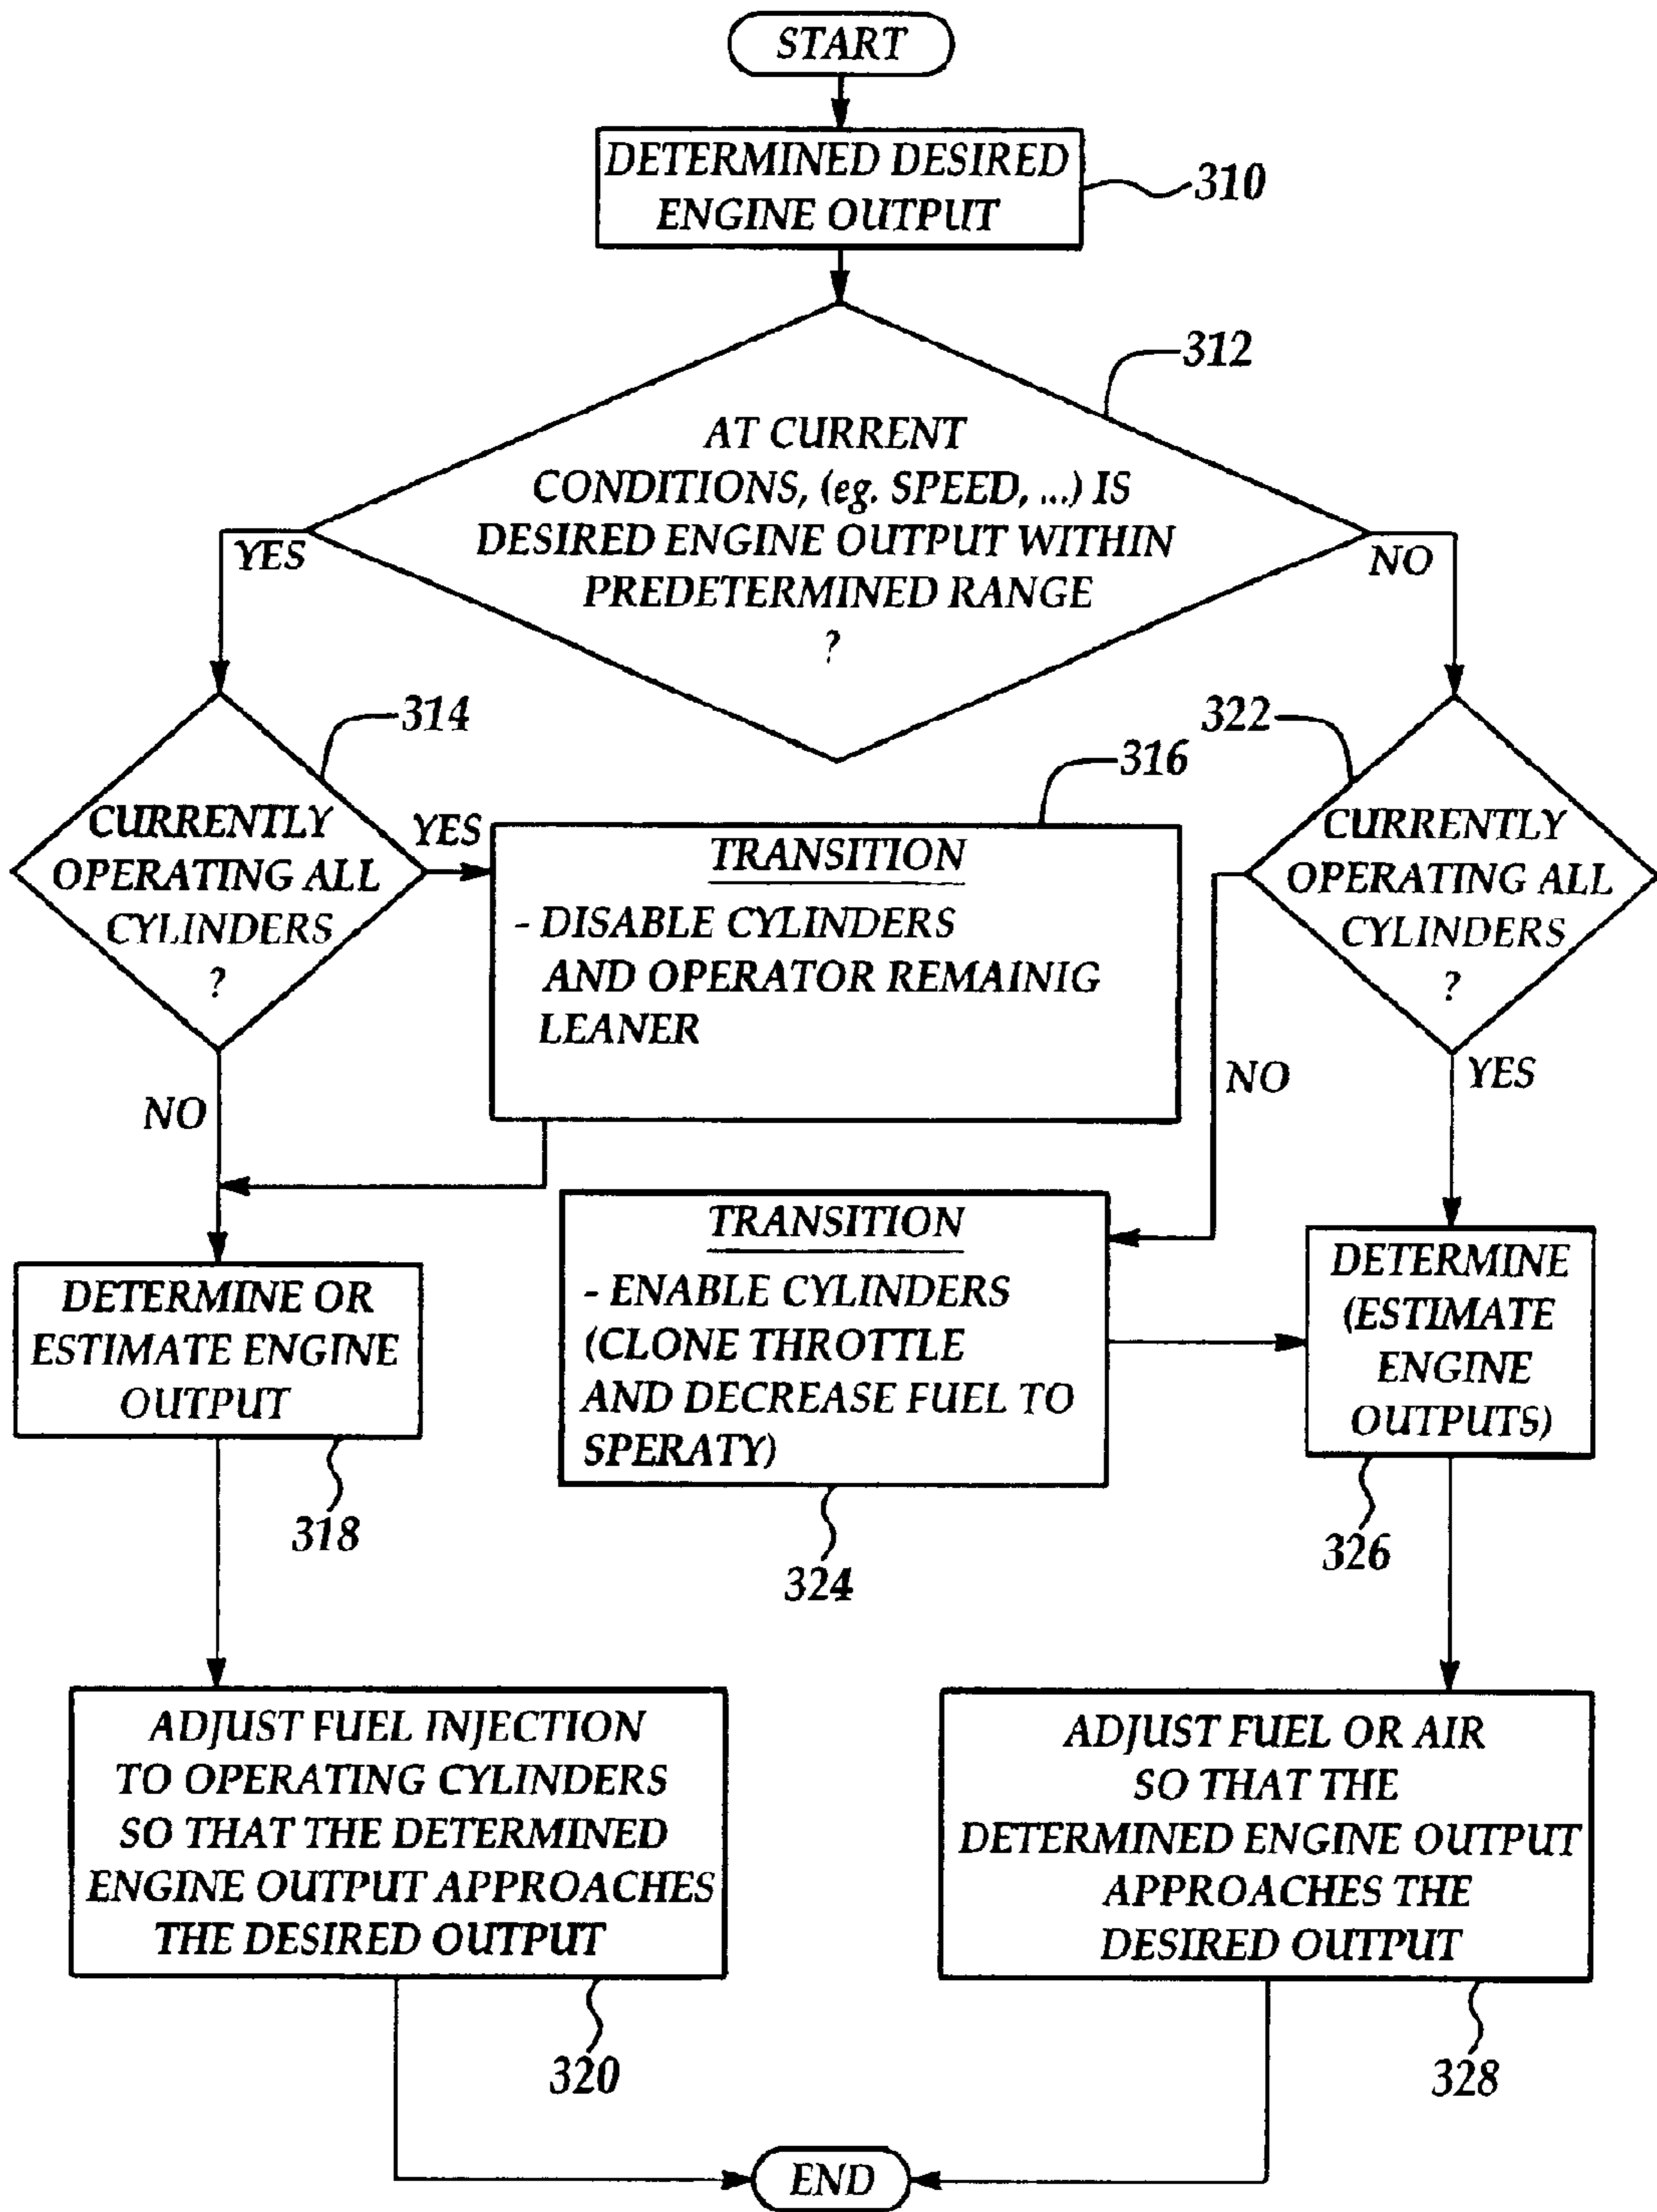 START
DETERMINED DESIRED
ENGINE OUTPUT
310
312
AT CURRENT
CONDITIONS, (eg. SPEED, ...) IS
DESIRED ENGINE OUTPUT WITHIN
PREDETERMINED RANGE
?
YES
NO
314
CURRENTLY
OPERATING ALL
CYLINDERS
?
YES
NO
316
TRANSITION
- DISABLE CYLINDERS
AND OPERATOR REMAINIG
LEANER
322
CURRENTLY
OPERATING ALL
CYLINDERS
?
NO
YES
TRANSITION
- ENABLE CYLINDERS
(CLONE THROTTLE
AND DECREASE FUEL TO
SPERATY)
324
DETERMINE OR
ESTIMATE ENGINE
OUTPUT
318
DETERMINE
(ESTIMATE
ENGINE
OUTPUTS)
326
ADJUST FUEL INJECTION
TO OPERATING CYLINDERS
SO THAT THE DETERMINED
ENGINE OUTPUT APPROACHES
THE DESIRED OUTPUT
320
ADJUST FUEL OR AIR
SO THAT THE
DETERMINED ENGINE OUTPUT
APPROACHES THE
DESIRED OUTPUT
328
END